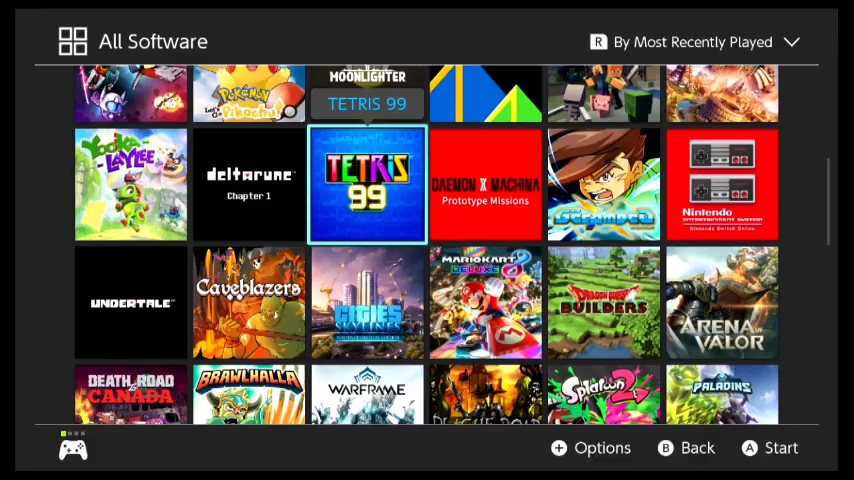 All Software
R By Most Recently Played
MOONLIGHTER
TETRIS 99
POKÉMON
Let's Go Pikachu!
YOOKA-LAYLEE
deltarune
Chapter 1
TETRIS
99
DAEMON X MACHINA
Prototype Missions
Nintendo
ENTERTAINMENT SYSTEM
Nintendo Switch Online
UNDERTALE
Caveblazers
CITIES
SKYLINES
MARIOKART
DELUXE 8
DRAGON QUEST
BUILDERS
ARENA OF
VALOR
DEATH ROAD
TO
CANADA
BRAWLHALLA
WARFRAME
Splatoon 2
PALADINS
+ Options
B Back
A Start